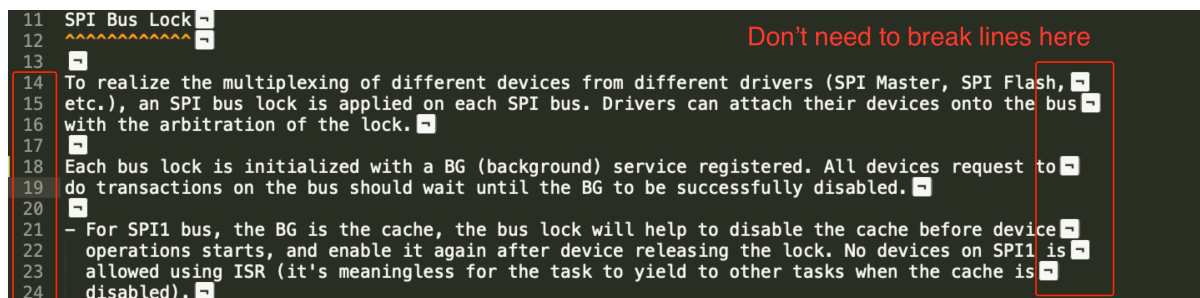 11 SPI Bus Lock¬
Don't need to break lines here
12 ^^^^^^^^^^^^¬
13 ¬
14 To realize the multiplexing of different devices from different drivers (SPI Master, SPI Flash,¬
15 etc.), an SPI bus lock is applied on each SPI bus. Drivers can attach their devices onto the bus¬
16 with the arbitration of the lock.¬
17 ¬
18 Each bus lock is initialized with a BG (background) service registered. All devices request to¬
19 do transactions on the bus should wait until the BG to be successfully disabled.¬
20 ¬
21 - For SPI1 bus, the BG is the cache, the bus lock will help to disable the cache before device¬
22 operations starts, and enable it again after device releasing the lock. No devices on SPI1 is¬
23 allowed using ISR (it's meaningless for the task to yield to other tasks when the cache is¬
24 disabled).¬